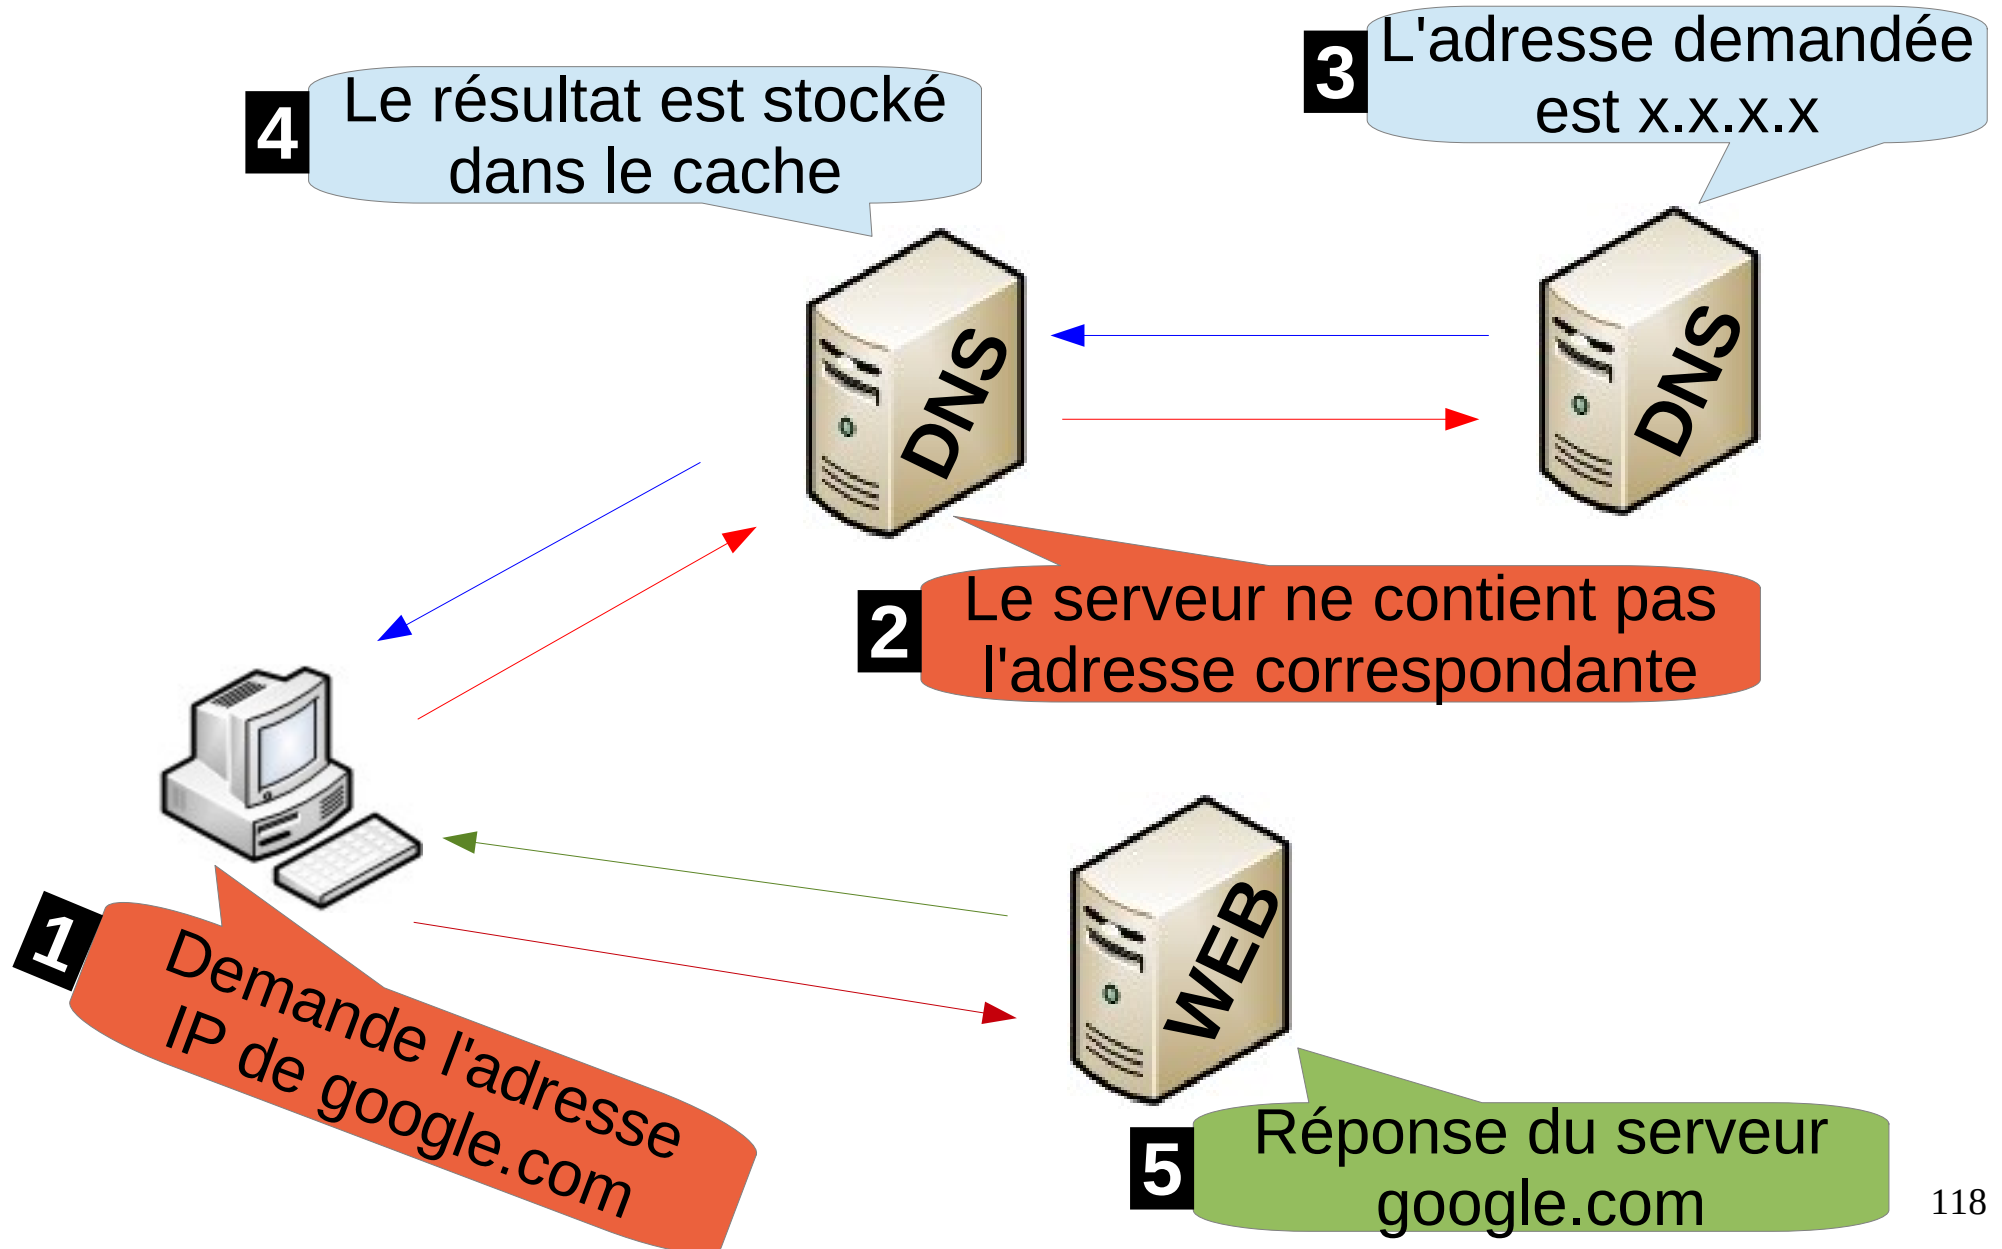 3
L'adresse demandée
est x.x.x.x
4
Le résultat est stocké
dans le cache
DNS
DNS
2
Le serveur ne contient pas
l'adresse correspondante
1
Demande l'adresse
IP de google.com
WEB
5
Réponse du serveur
google.com
118